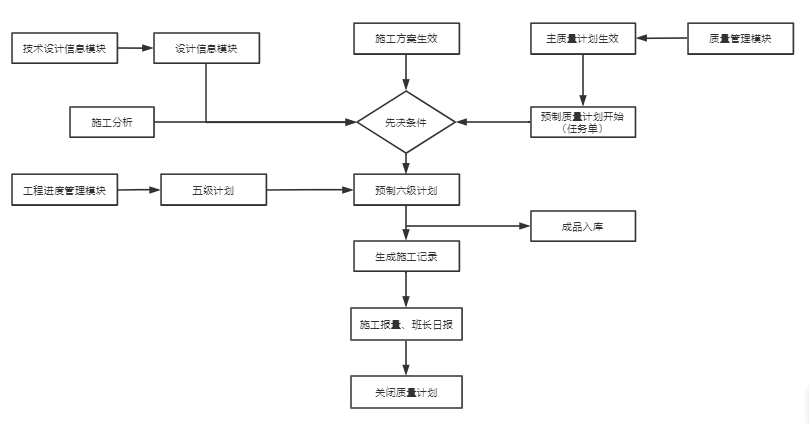 技术设计信息模块
设计信息模块
施工方案生效
主质量计划生效
质量管理模块
施工分析
先决条件
预制质量计划开始
（任务单）
工程进度管理模块
五级计划
预制六级计划
成品入库
生成施工记录
施工报量、班长日报
关闭质量计划